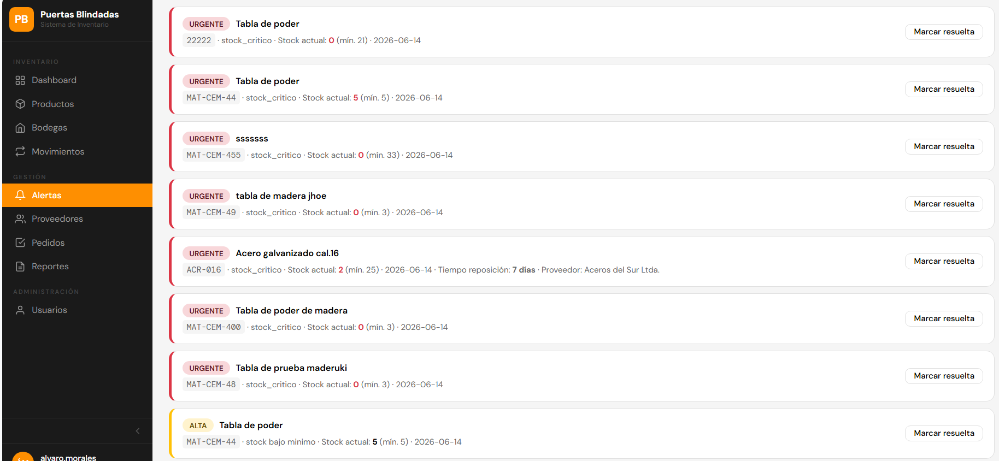 PB
Puertas Blindadas
Sistema de Inventario
INVENTARIO
Dashboard
Productos
Bodegas
Movimientos
GESTIÓN
Alertas
Proveedores
Pedidos
Reportes
ADMINISTRACIÓN
Usuarios
alvaro.morales
URGENTE Tabla de poder
22222 · stock_critico · Stock actual: 0 (mín. 21) · 2026-06-14
Marcar resuelta
URGENTE Tabla de poder
MAT-CEM-44 · stock_critico · Stock actual: 5 (mín. 5) · 2026-06-14
Marcar resuelta
URGENTE sssssss
MAT-CEM-455 · stock_critico · Stock actual: 0 (mín. 33) · 2026-06-14
Marcar resuelta
URGENTE tabla de madera jhoe
MAT-CEM-49 · stock_critico · Stock actual: 0 (mín. 3) · 2026-06-14
Marcar resuelta
URGENTE Acero galvanizado cal.16
ACR-016 · stock_critico · Stock actual: 2 (mín. 25) · 2026-06-14 · Tiempo reposición: 7 días · Proveedor: Aceros del Sur Ltda.
Marcar resuelta
URGENTE Tabla de poder de madera
MAT-CEM-400 · stock_critico · Stock actual: 0 (mín. 3) · 2026-06-14
Marcar resuelta
URGENTE Tabla de prueba maderuki
MAT-CEM-48 · stock_critico · Stock actual: 0 (mín. 3) · 2026-06-14
Marcar resuelta
ALTA Tabla de poder
MAT-CEM-44 · stock bajo minimo · Stock actual: 5 (mín. 5) · 2026-06-14
Marcar resuelta